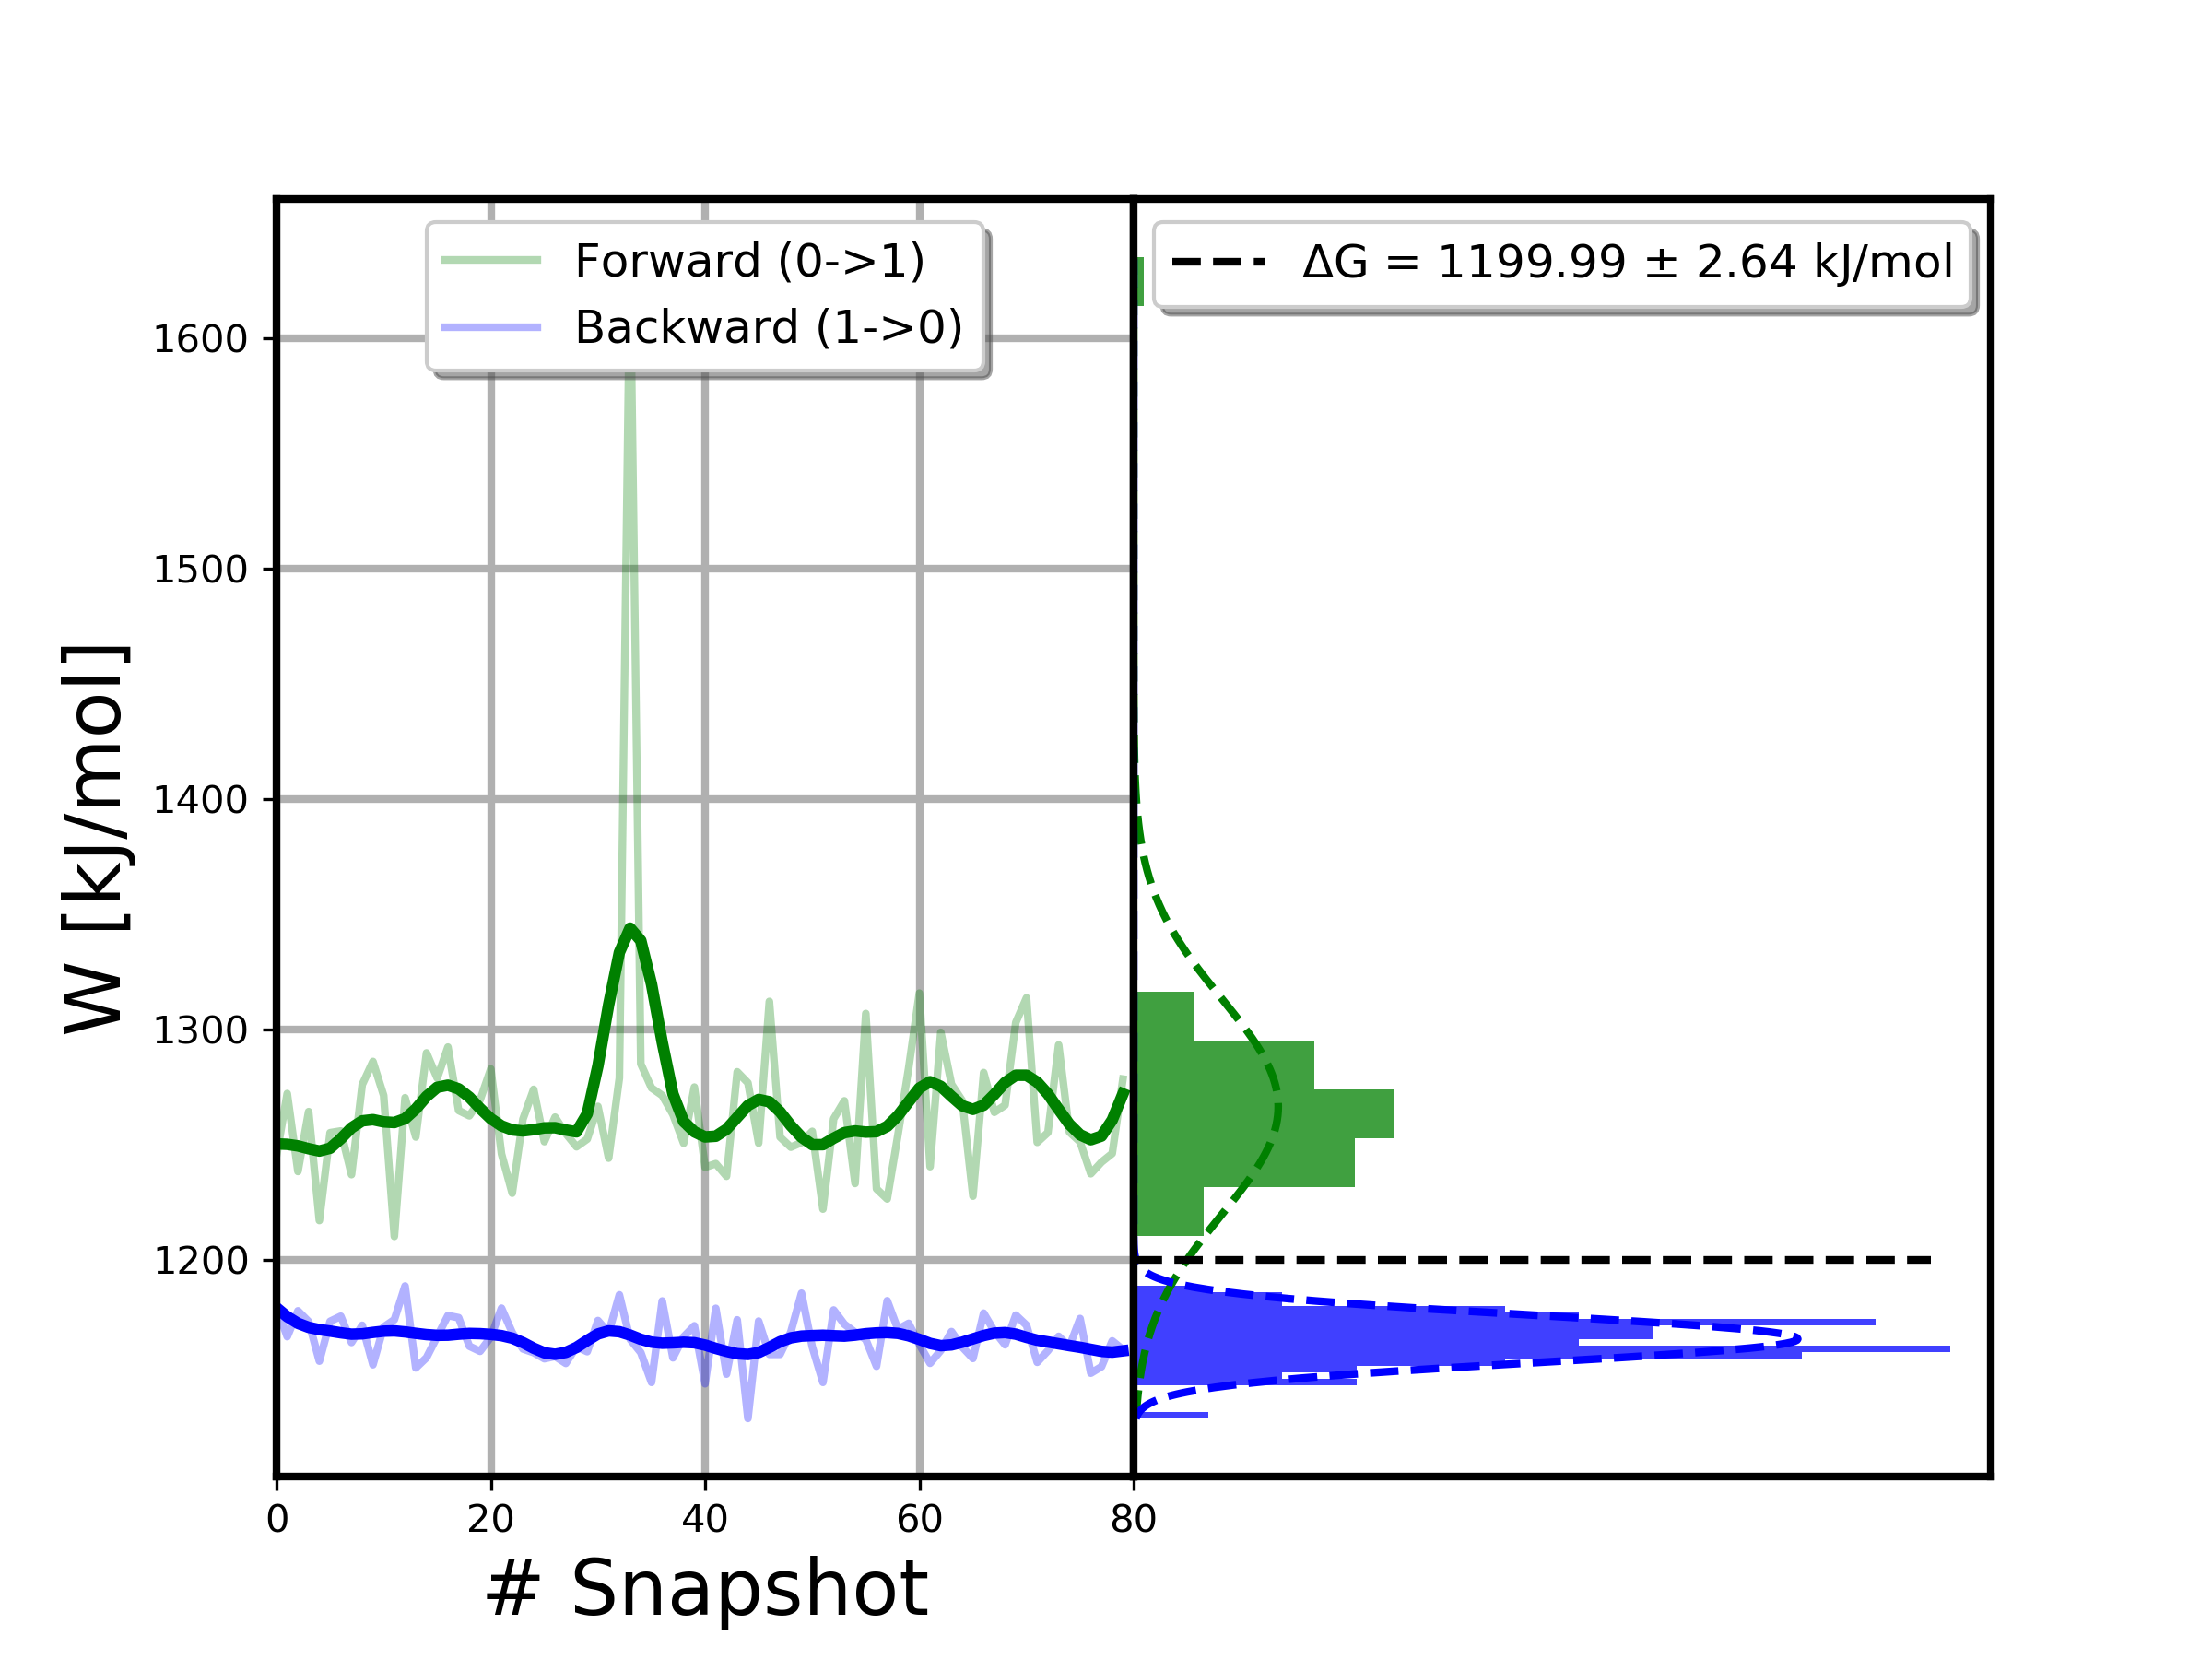 Forward (0->1)
Backward (1->0)
ΔG = 1199.99 ± 2.64 kJ/mol
1600
1500
1400
1300
1200
W [kJ/mol]
0 20 40 60 80
# Snapshot